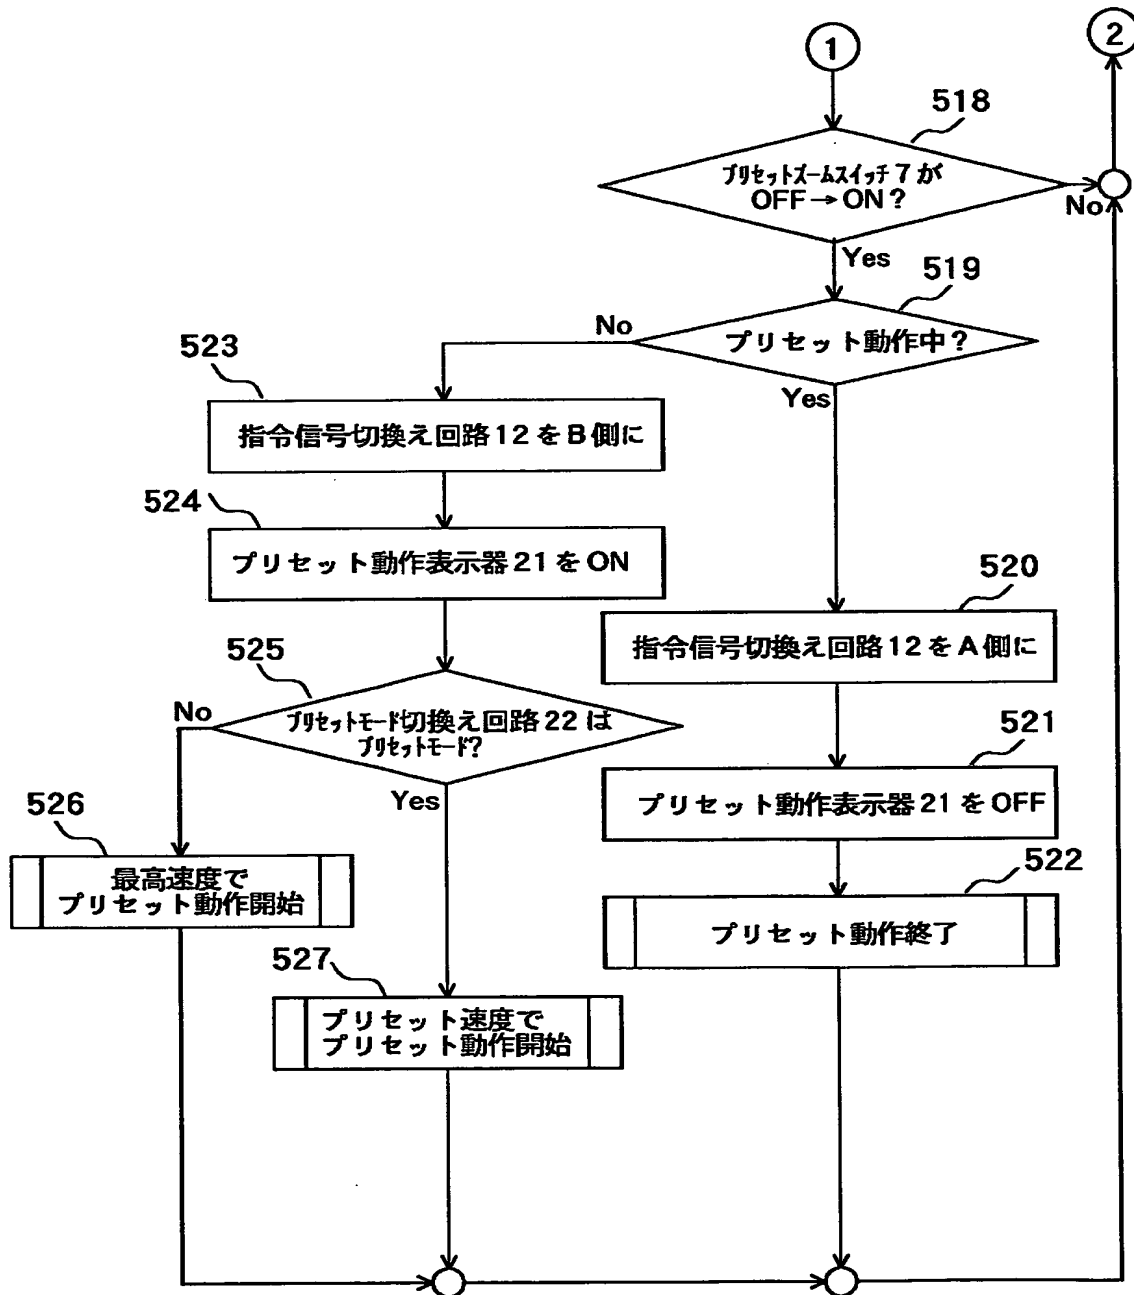 1
2
518
プリセットズームスイッチ7が
OFF→ON?
No
Yes
519
プリセット動作中?
No
Yes
523
指令信号切換え回路12をB側に
524
プリセット動作表示器21をON
520
指令信号切換え回路12をA側に
525
プリセットモード切換え回路22は
プリセットモード?
No
Yes
521
プリセット動作表示器21をOFF
526
最高速度で
プリセット動作開始
522
プリセット動作終了
527
プリセット速度で
プリセット動作開始